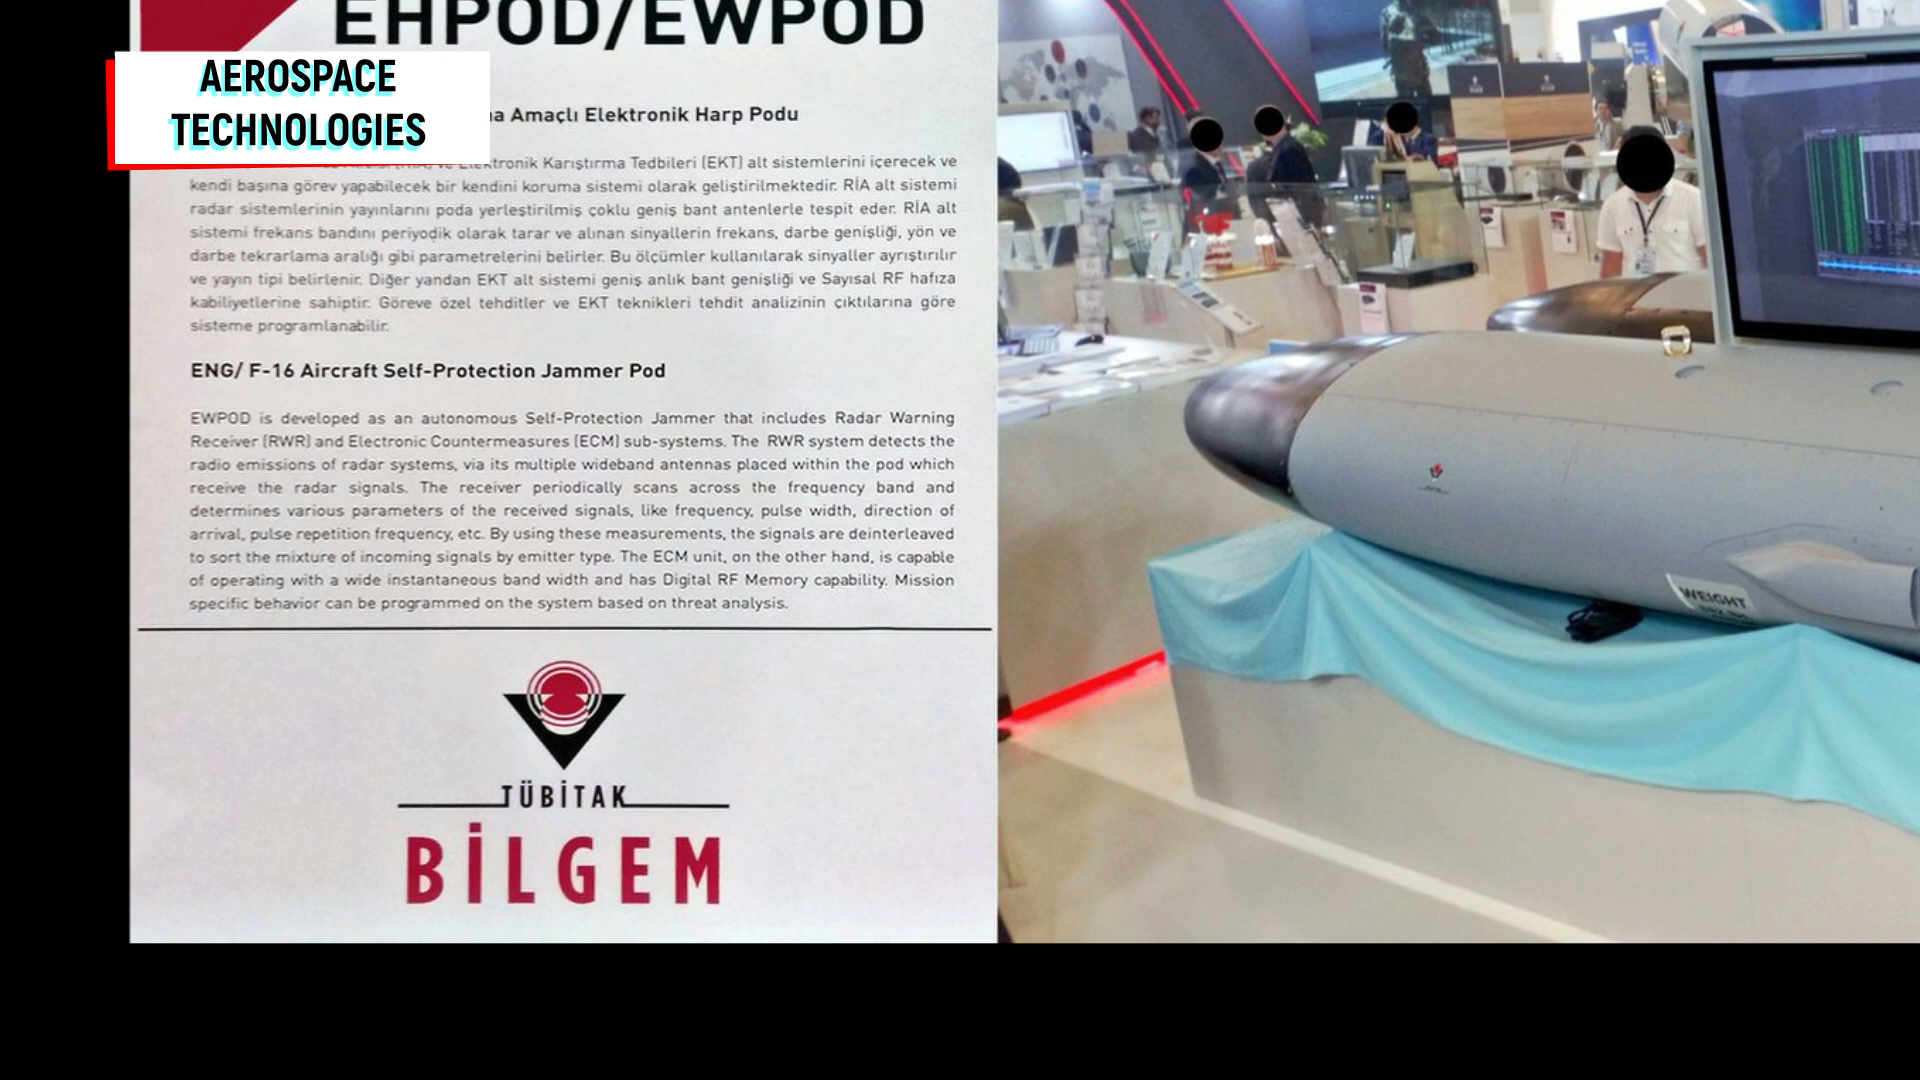 EHPOD/EWPOD
AEROSPACE
TECHNOLOGIES
Amaçlı Elektronik Harp Podu
Karıştırma Tedbileri (EKT) alt sistemlerini içerecek ve
kendi başına görev yapabilecek bir kendini koruma sistemi olarak geliştirilmektedir. RİA alt sistemi
radar sistemlerinin yayınlarını poda yerleştirilmiş çoklu geniş bant antenlerle tespit eder. RİA alt
sistemi frekans bandını periyodik olarak tarar ve alınan sinyallerin frekans, darbe genişliği, yön ve
darbe tekrarlama aralığı gibi parametrelerini belirler. Bu ölçümler kullanılarak sinyaller ayrıştırılır
ve yayın tipi belirlenir. Diğer yandan EKT alt sistemi geniş anlık bant genişliği ve Sayısal RF hafıza
kabiliyetlerine sahiptir. Göreve özel tehditler ve EKT teknikleri tehdit analizinin çıktılarına göre
sisteme programlanabilir.
ENG/ F-16 Aircraft Self-Protection Jammer Pod
EWPOD is developed as an autonomous Self-Protection Jammer that includes Radar Warning
Receiver (RWR) and Electronic Countermeasures (ECM) sub-systems. The RWR system detects the
radio emissions of radar systems, via its multiple wideband antennas placed within the pod which
receive the radar signals. The receiver periodically scans across the frequency band and
determines various parameters of the received signals, like frequency, pulse width, direction of
arrival, pulse repetition frequency, etc. By using these measurements, the signals are deinterleaved
to sort the mixture of incoming signals by emitter type. The ECM unit, on the other hand, is capable
of operating with a wide instantaneous band width and has Digital RF Memory capability. Mission
specific behavior can be programmed on the system based on threat analysis.
TÜBİTAK
BİLGEM
WEIGHT